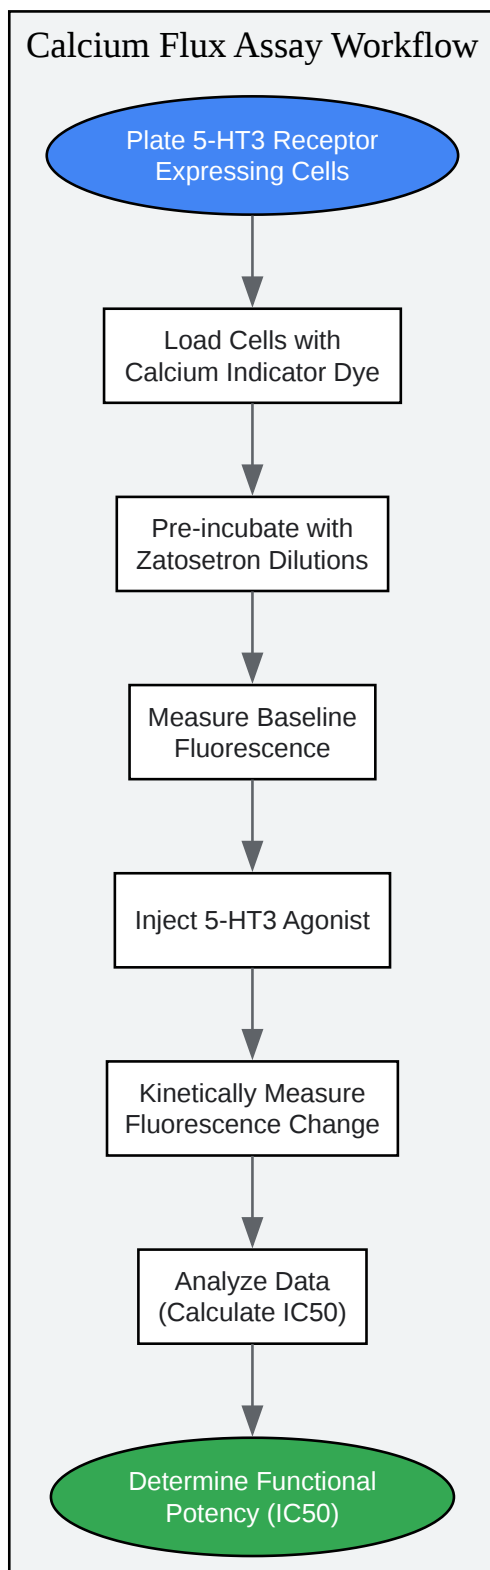 Calcium Flux Assay Workflow
Plate 5-HT3 Receptor
Expressing Cells
Load Cells with
Calcium Indicator Dye
Pre-incubate with
Zatosetron Dilutions
Measure Baseline
Fluorescence
Inject 5-HT3 Agonist
Kinetically Measure
Fluorescence Change
Analyze Data
(Calculate IC50)
Determine Functional
Potency (IC50)